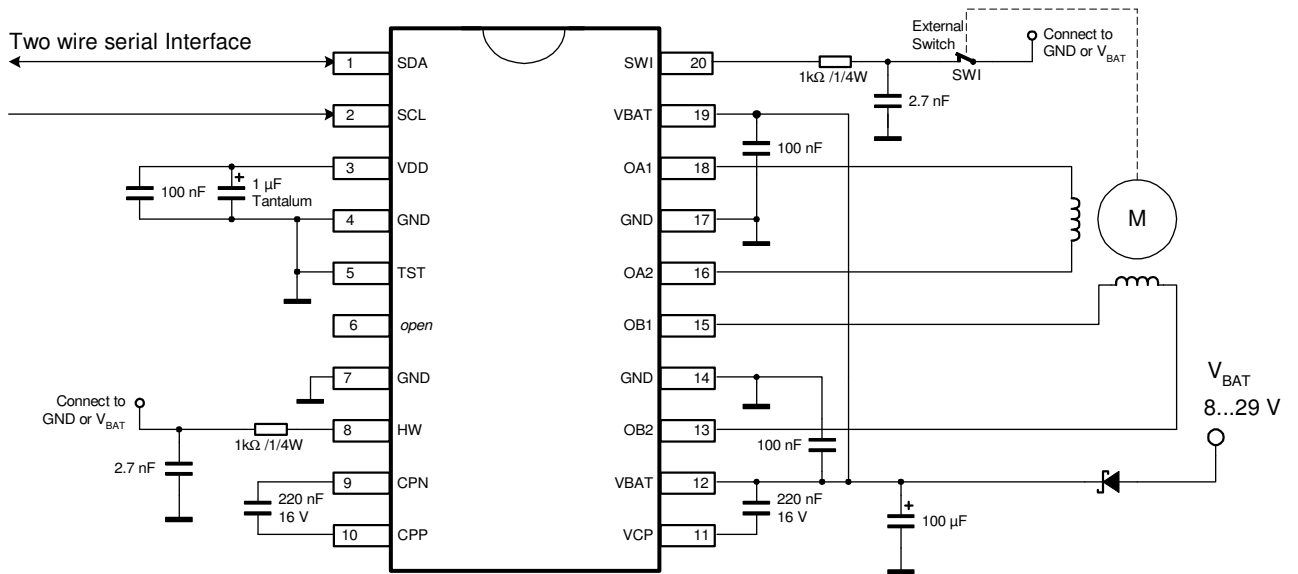 Two wire serial Interface
1 SDA
2 SCL
3 VDD
100 nF
1 µF
Tantalum
+
4 GND
5 TST
6 open
7 GND
Connect to
GND or VBAT
8 HW
1kΩ /1/4W
2.7 nF
9 CPN
220 nF
16 V
10 CPP
SWI 20
1kΩ /1/4W
External
Switch
SWI
Connect to
GND or VBAT
2.7 nF
VBAT 19
100 nF
OA1 18
GND 17
M
OA2 16
OB1 15
GND 14
VBAT
8...29 V
OB2 13
100 nF
VBAT 12
220 nF
16 V
+
100 µF
VCP 11